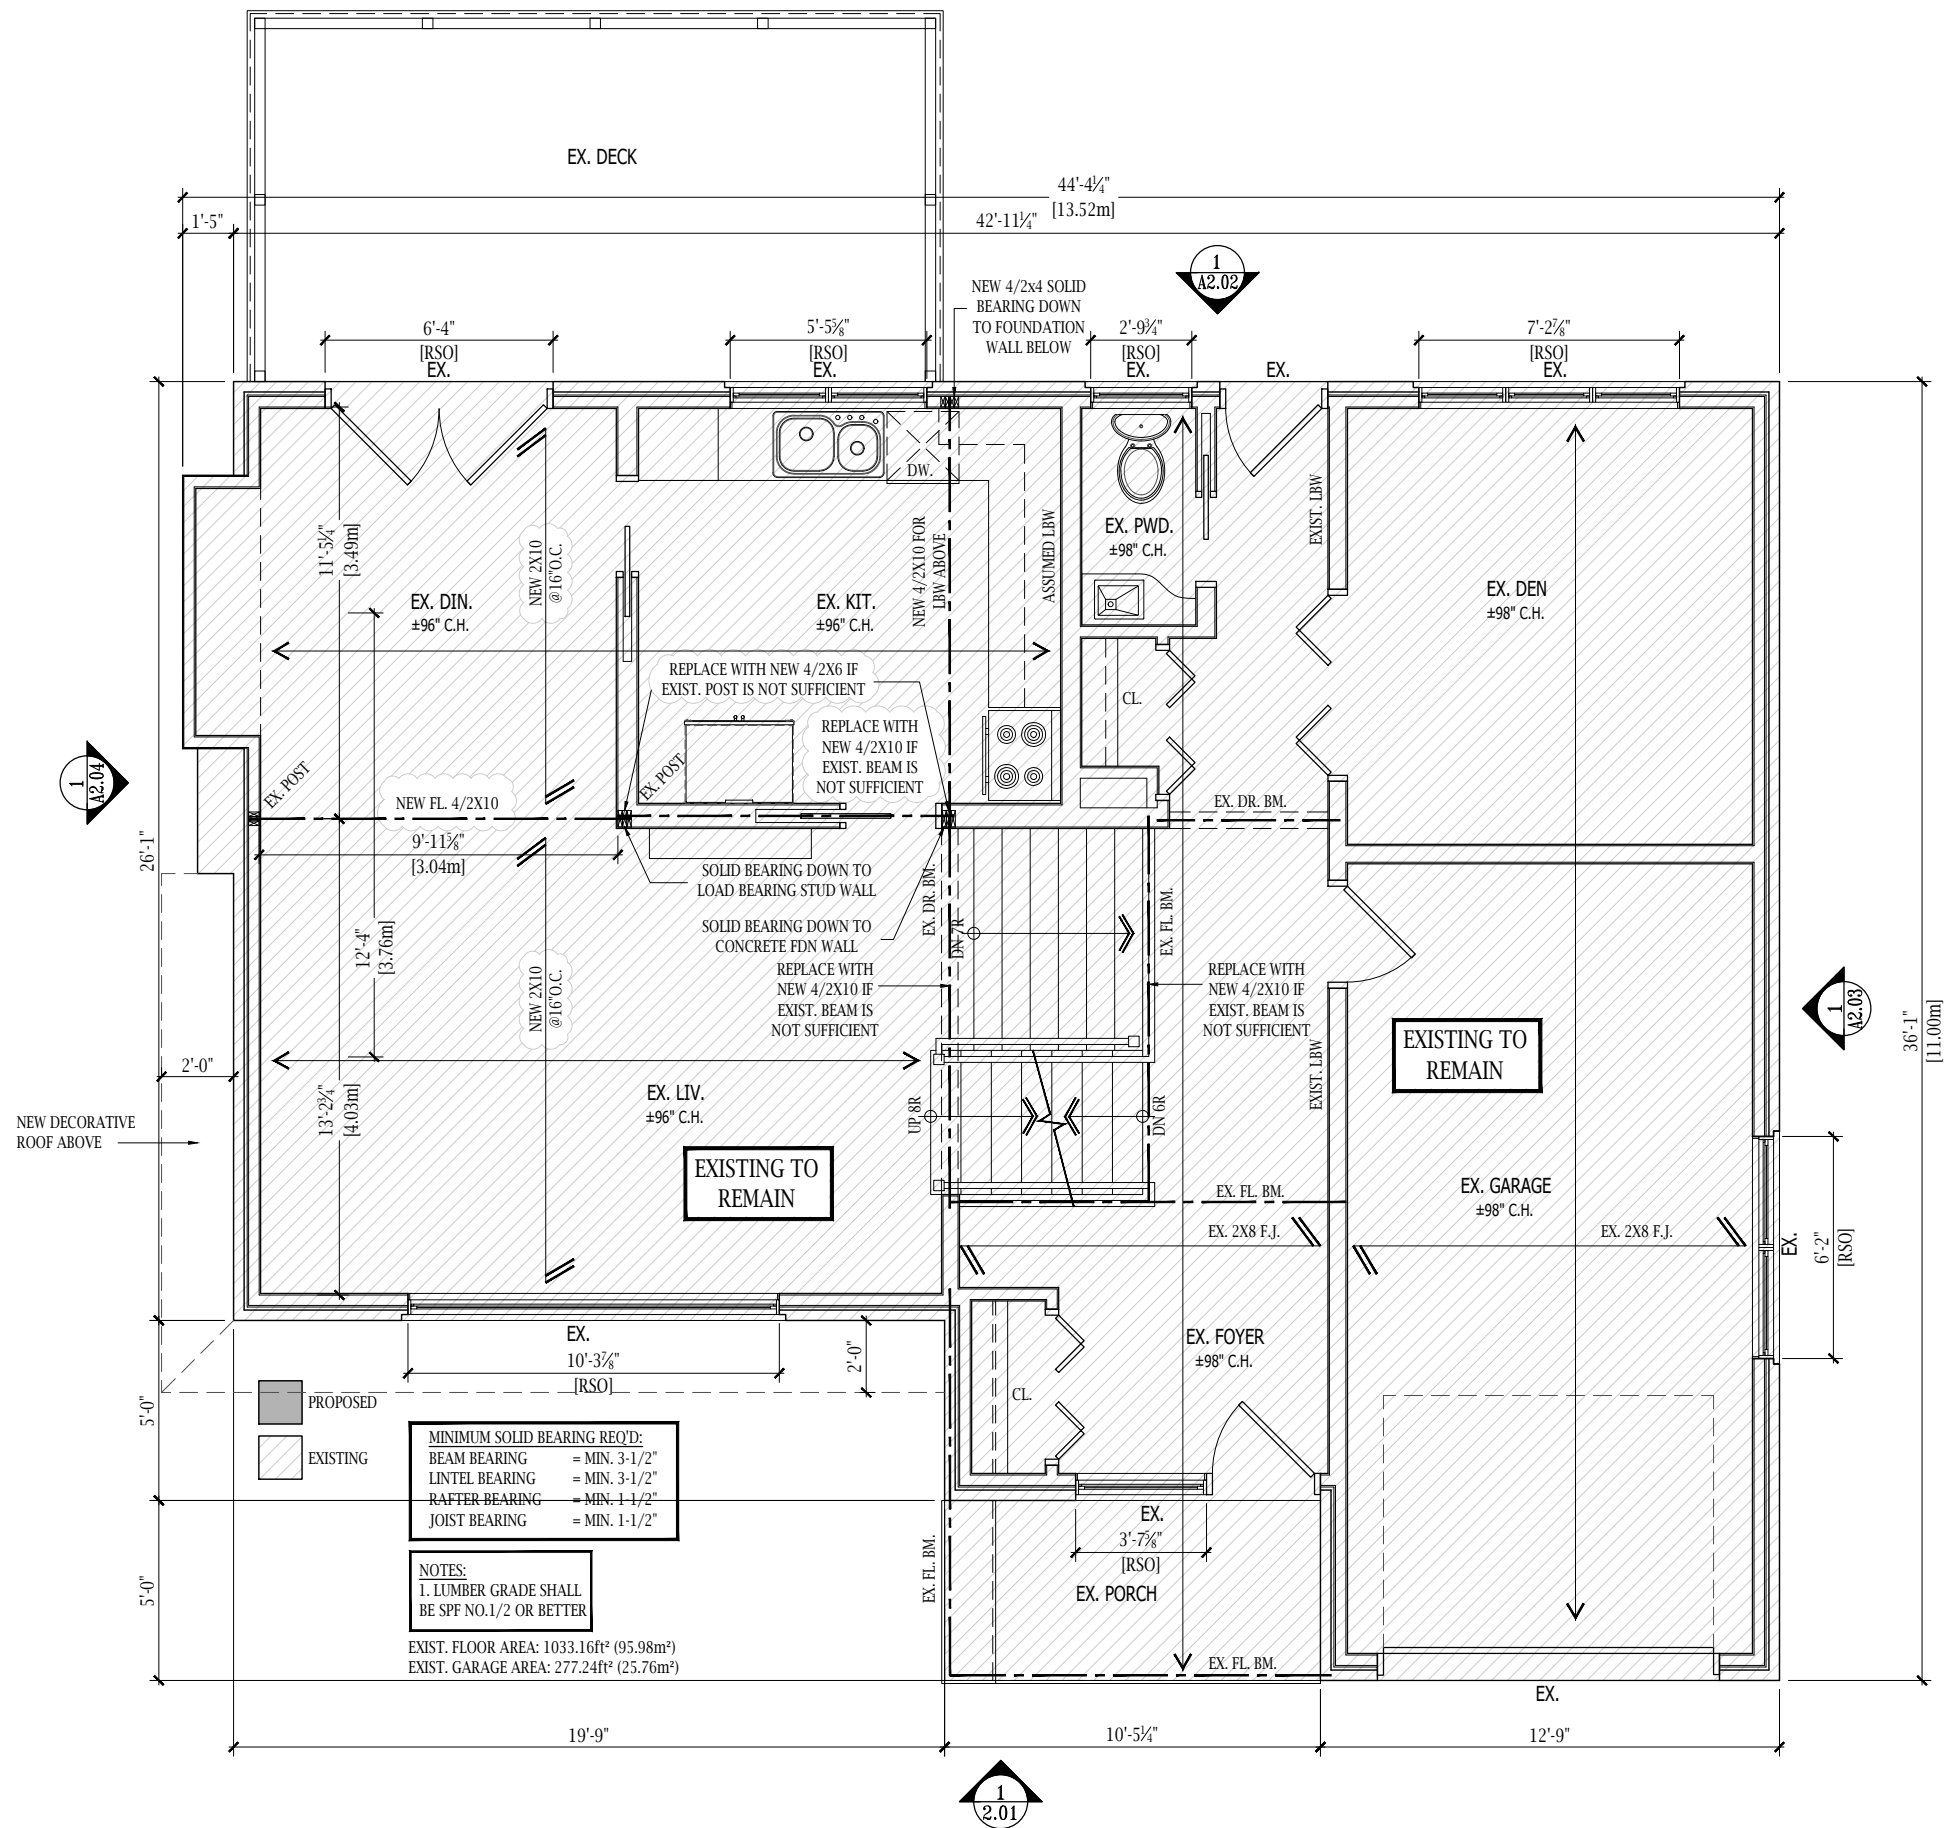 EX. DECK
44'-4¼"
[13.52m]
1'-5"
42'-11¼"
1
A2.02
NEW 4/2x4 SOLID
BEARING DOWN
TO FOUNDATION
WALL BELOW
6'-4"
[RSO]
EX.
5'-5⅝"
[RSO]
EX.
2'-9¾"
[RSO]
EX.
EX.
7'-2⅞"
[RSO]
EX.
DW.
11'-5¼"
[3.49m]
NEW 2X10
@16"O.C.
NEW 4/2X10 FOR
LBW ABOVE
ASSUMED LBW
EX. PWD.
±98" C.H.
EXIST. LBW
EX. DIN.
±96" C.H.
EX. KIT.
±96" C.H.
EX. DEN
±98" C.H.
REPLACE WITH NEW 4/2X6 IF
EXIST. POST IS NOT SUFFICIENT
CL.
REPLACE WITH
NEW 4/2X10 IF
EXIST. BEAM IS
NOT SUFFICIENT
1
A2.04
EX. POST
EX. POST
NEW FL. 4/2X10
EX. DR. BM.
9'-11⅝"
[3.04m]
26'-1"
SOLID BEARING DOWN TO
LOAD BEARING STUD WALL
EX. DR. BM.
EX. FL. BM.
SOLID BEARING DOWN TO
CONCRETE FDN WALL
DN 7R
12'-4"
[3.76m]
NEW 2X10
@16"O.C.
REPLACE WITH
NEW 4/2X10 IF
EXIST. BEAM IS
NOT SUFFICIENT
REPLACE WITH
NEW 4/2X10 IF
EXIST. BEAM IS
NOT SUFFICIENT
1
A2.03
36'-1"
[11.00m]
EXISTING TO
REMAIN
EXIST. LBW
2'-0"
13'-2¾"
[4.03m]
EX. LIV.
±96" C.H.
UP 8R
DN 6R
NEW DECORATIVE
ROOF ABOVE
EXISTING TO
REMAIN
EX. FL. BM.
EX. GARAGE
±98" C.H.
EX. 2X8 F.J.
EX. 2X8 F.J.
EX.
6'-2"
[RSO]
EX.
10'-3⅞"
[RSO]
2'-0"
EX. FOYER
±98" C.H.
CL.
5'-0"
PROPOSED
EXISTING
MINIMUM SOLID BEARING REQ'D:
BEAM BEARING = MIN. 3-1/2"
LINTEL BEARING = MIN. 3-1/2"
RAFTER BEARING = MIN. 1-1/2"
JOIST BEARING = MIN. 1-1/2"
EX.
3'-7⅝"
[RSO]
EX. FL. BM.
5'-0"
NOTES:
1. LUMBER GRADE SHALL
BE SPF NO.1/2 OR BETTER
EX. PORCH
EXIST. FLOOR AREA: 1033.16ft² (95.98m²)
EXIST. GARAGE AREA: 277.24ft² (25.76m²)
EX. FL. BM.
EX.
19'-9"
10'-5¼"
12'-9"
1
2.01